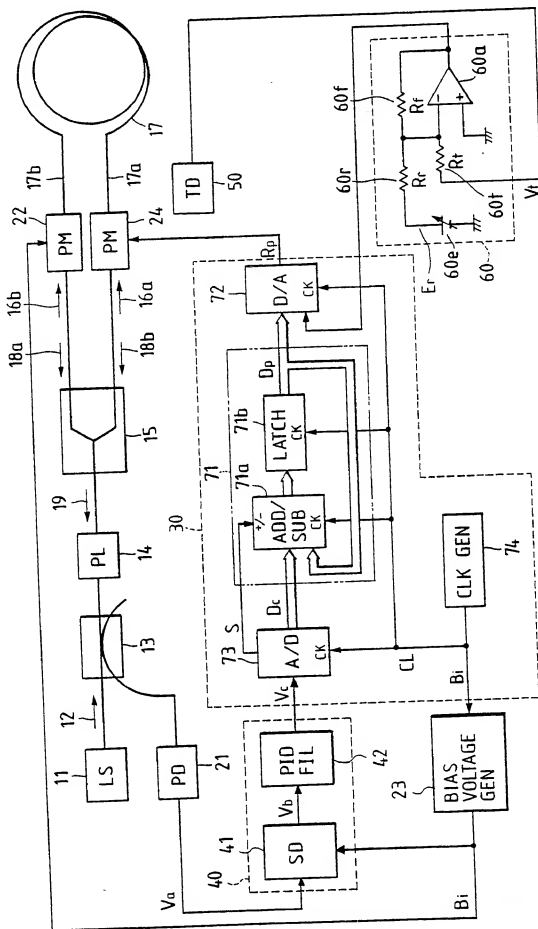 17
17b
17a
22
PM
24
PM
16b
18a
16a
18b
15
19
PL
14
13
12
LS
11
PD
21
Va
TD
50
60f
Rf
60a
−
+
60r
Rr
Rt
60t
Er
60e
60
Vt
Rp
72
D/A
CK
Dp
71b
LATCH
CK
71
71a
ADD/
SUB
+/−
CK
30
S
Dc
73
A/D
CK
CL
CLK GEN
74
Vc
PID
FIL
42
Vb
41
SD
40
Bi
23
BIAS
VOLTAGE
GEN
Bi